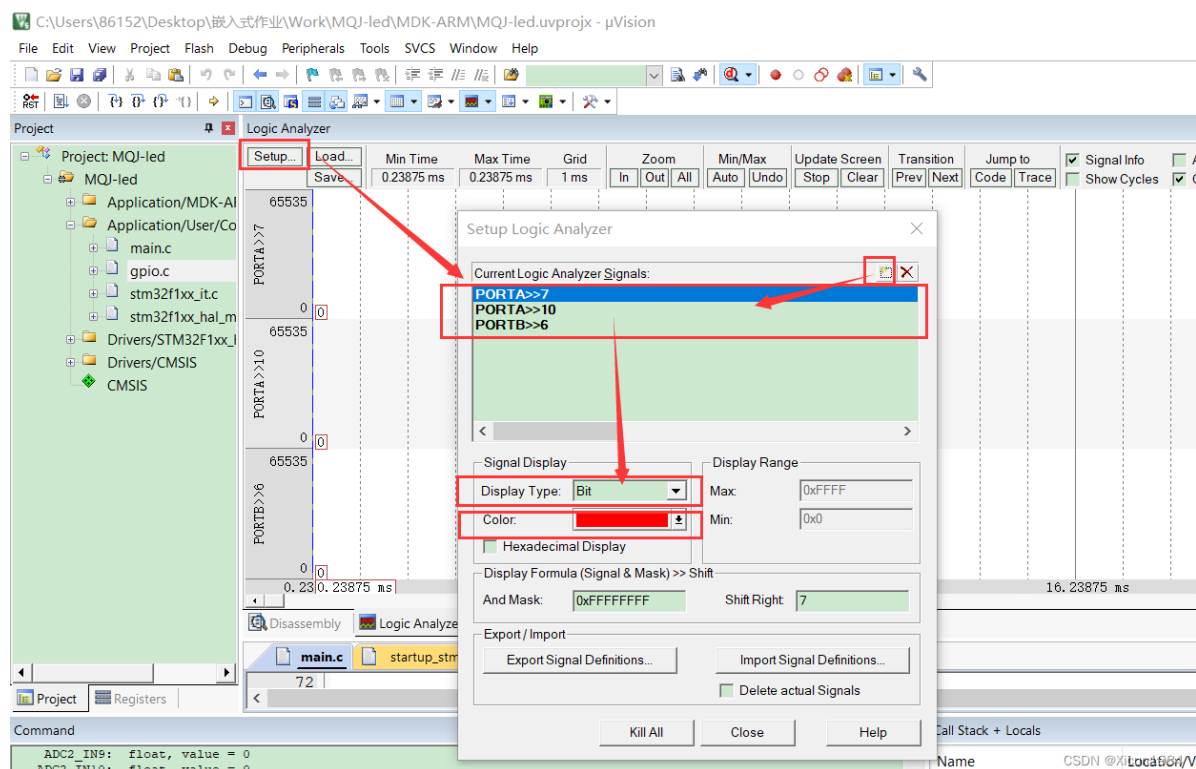 C:\Users\86152\Desktop\嵌入式作业\Work\MQJ-led\MDK-ARM\MQJ-led.uvprojx - µVision
File Edit View Project Flash Debug Peripherals Tools SVCS Window Help
Project
Logic Analyzer
Project: MQJ-led
MQJ-led
Application/MDK-AR
Application/User/Co
main.c
gpio.c
stm32f1xx_it.c
stm32f1xx_hal_m
Drivers/STM32F1xx_H
Drivers/CMSIS
CMSIS
Setup... Load... Min Time Max Time Grid Zoom Min/Max Update Screen Transition Jump to Signal Info
Save... 0.23875 ms 0.23875 ms 1 ms In Out All Auto Undo Stop Clear Prev Next Code Trace Show Cycles
65535
PORTA>>7
0 0
65535
PORTA>>10
0 0
65535
PORTB>>6
0 0
0.23 0.23875 ms 16.23875 ms
Setup Logic Analyzer
Current Logic Analyzer Signals:
PORTA>>7
PORTA>>10
PORTB>>6
Signal Display
Display Type: Bit
Color:
Hexadecimal Display
Display Range
Max: 0xFFFF
Min: 0x0
Display Formula (Signal & Mask) >> Shift
And Mask: 0xFFFFFFFF Shift Right: 7
Export / Import
Export Signal Definitions... Import Signal Definitions...
Delete actual Signals
Kill All Close Help
Disassembly Logic Analyze
main.c startup_stm
72
Project Registers
Command
ADC2_IN9: float, value = 0
ADC2_IN10: float, value = 0
Call Stack + Locals
Name Location/V